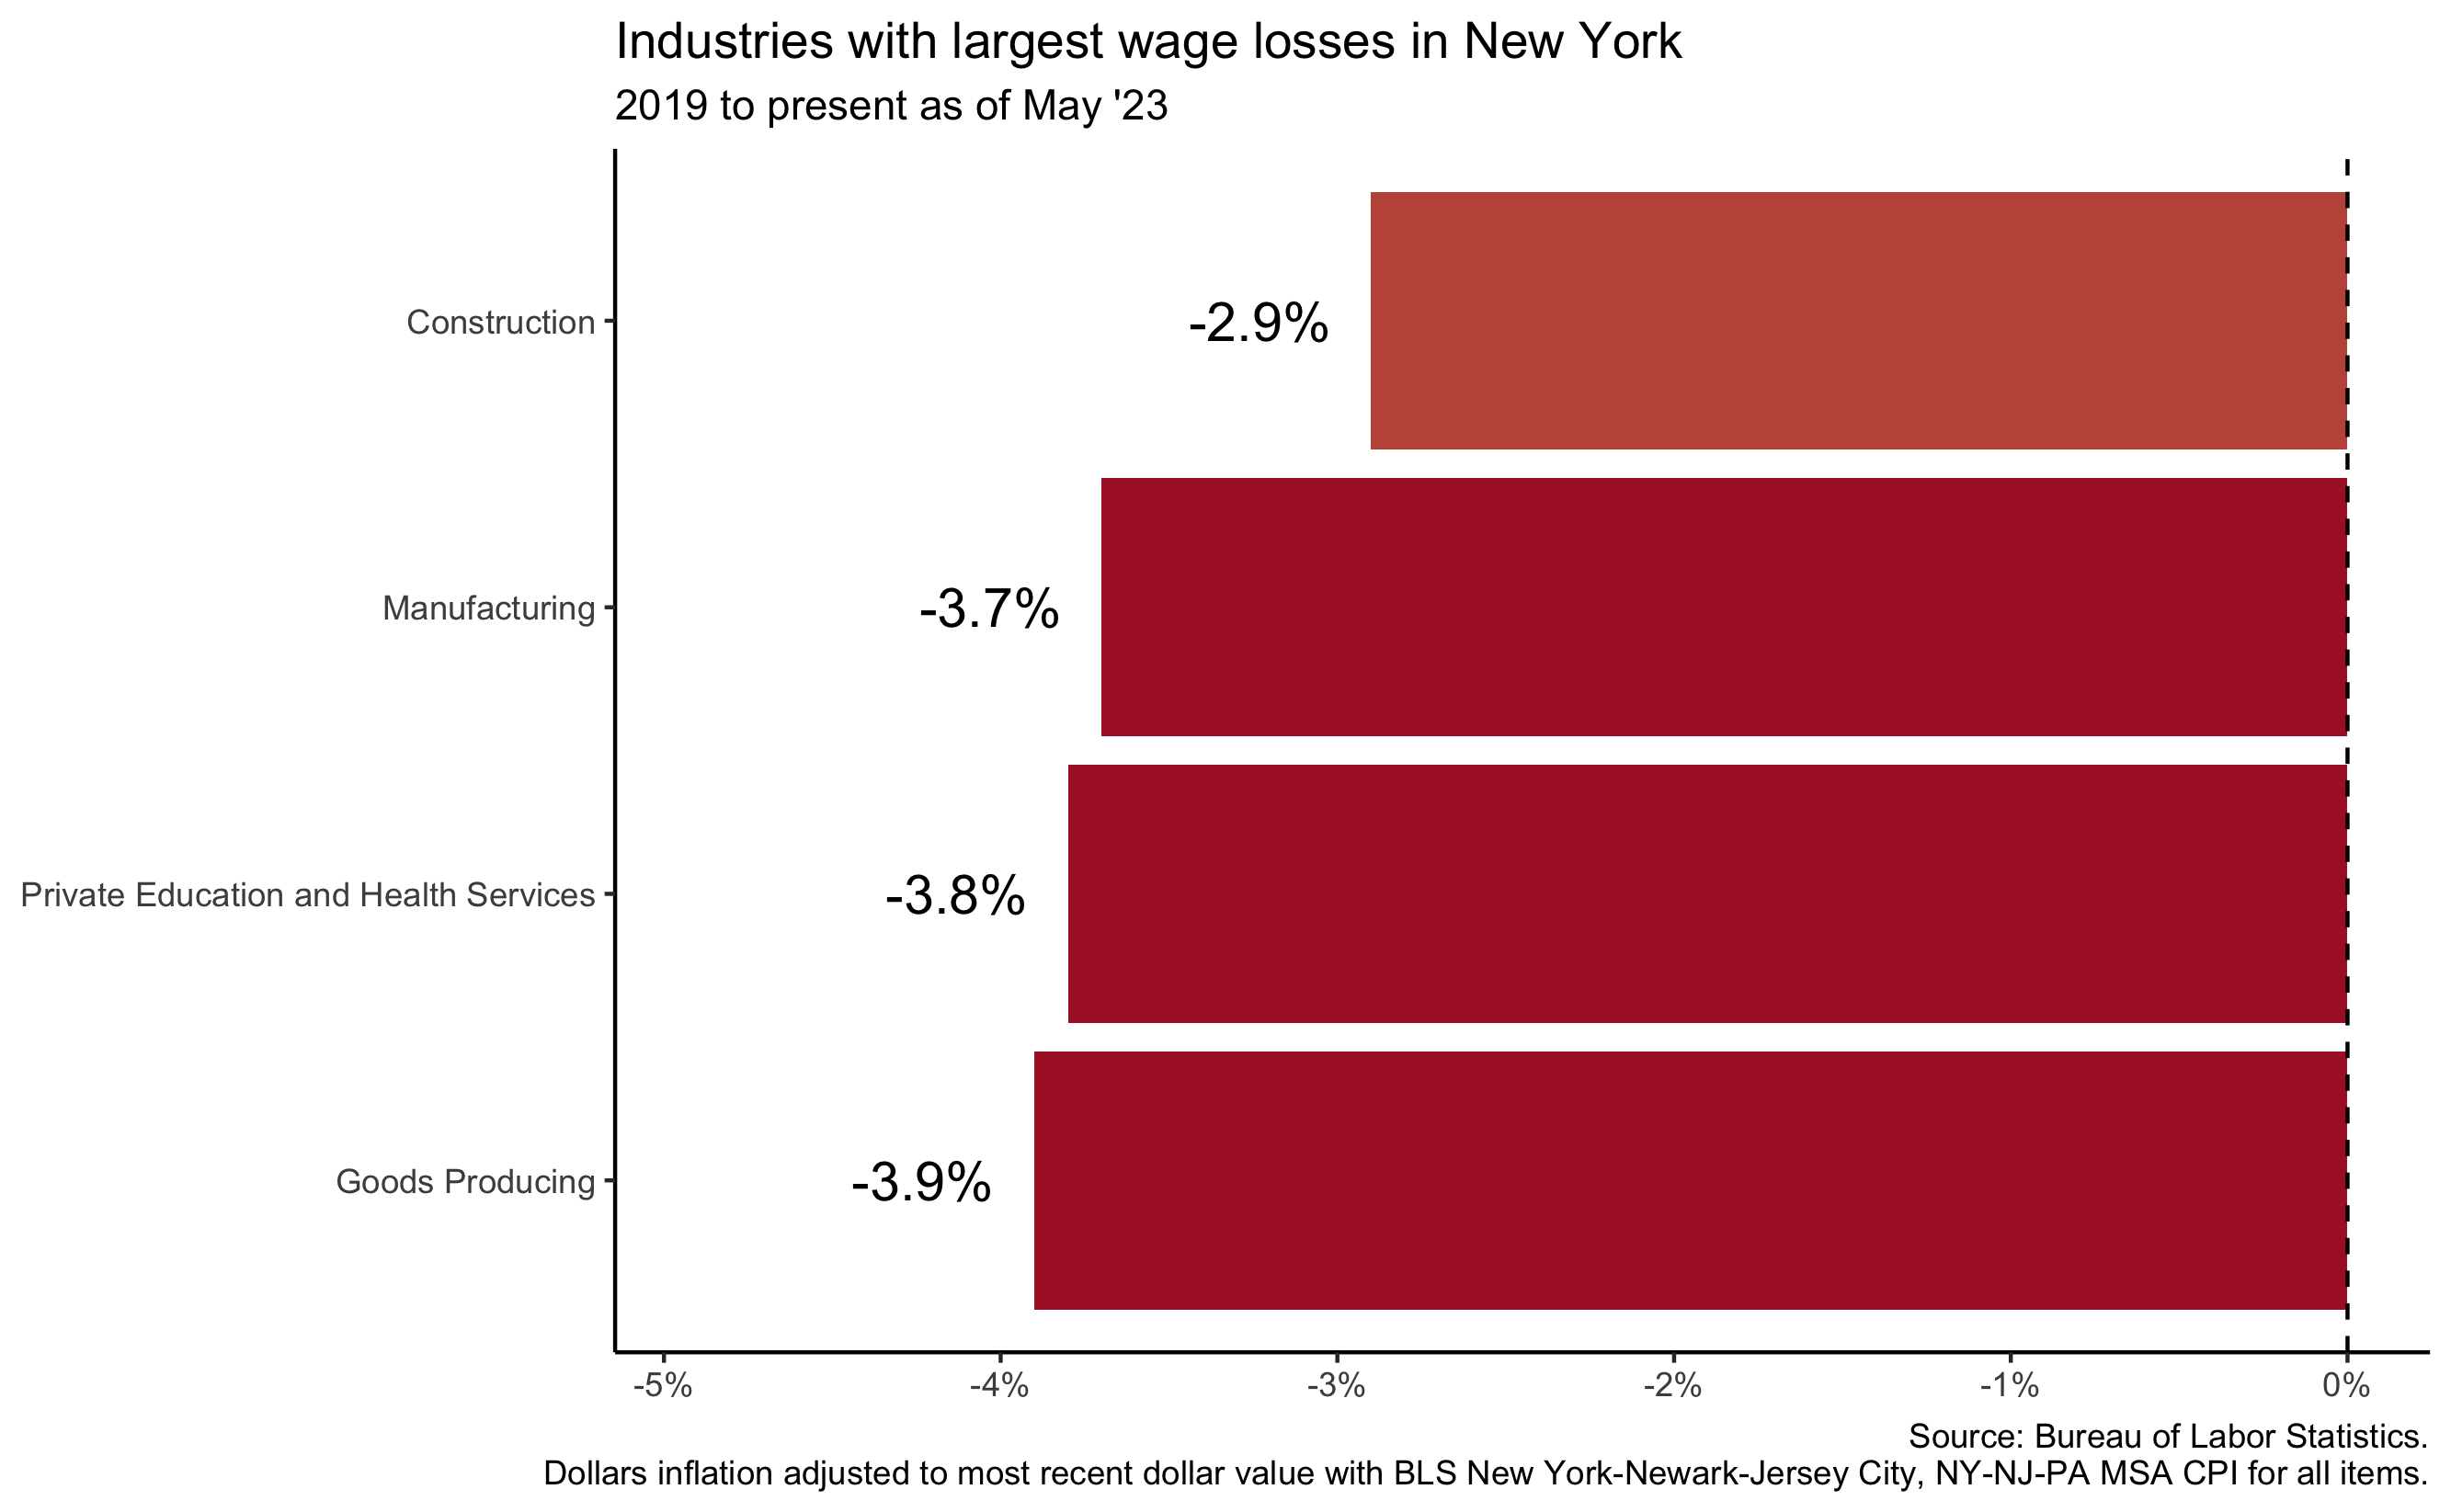 Industries with largest wage losses in New York
2019 to present as of May '23
Construction
-2.9%
Manufacturing
-3.7%
Private Education and Health Services
-3.8%
Goods Producing
-3.9%
-5%
-4%
-3%
-2%
-1%
0%
Source: Bureau of Labor Statistics.
Dollars inflation adjusted to most recent dollar value with BLS New York-Newark-Jersey City, NY-NJ-PA MSA CPI for all items.